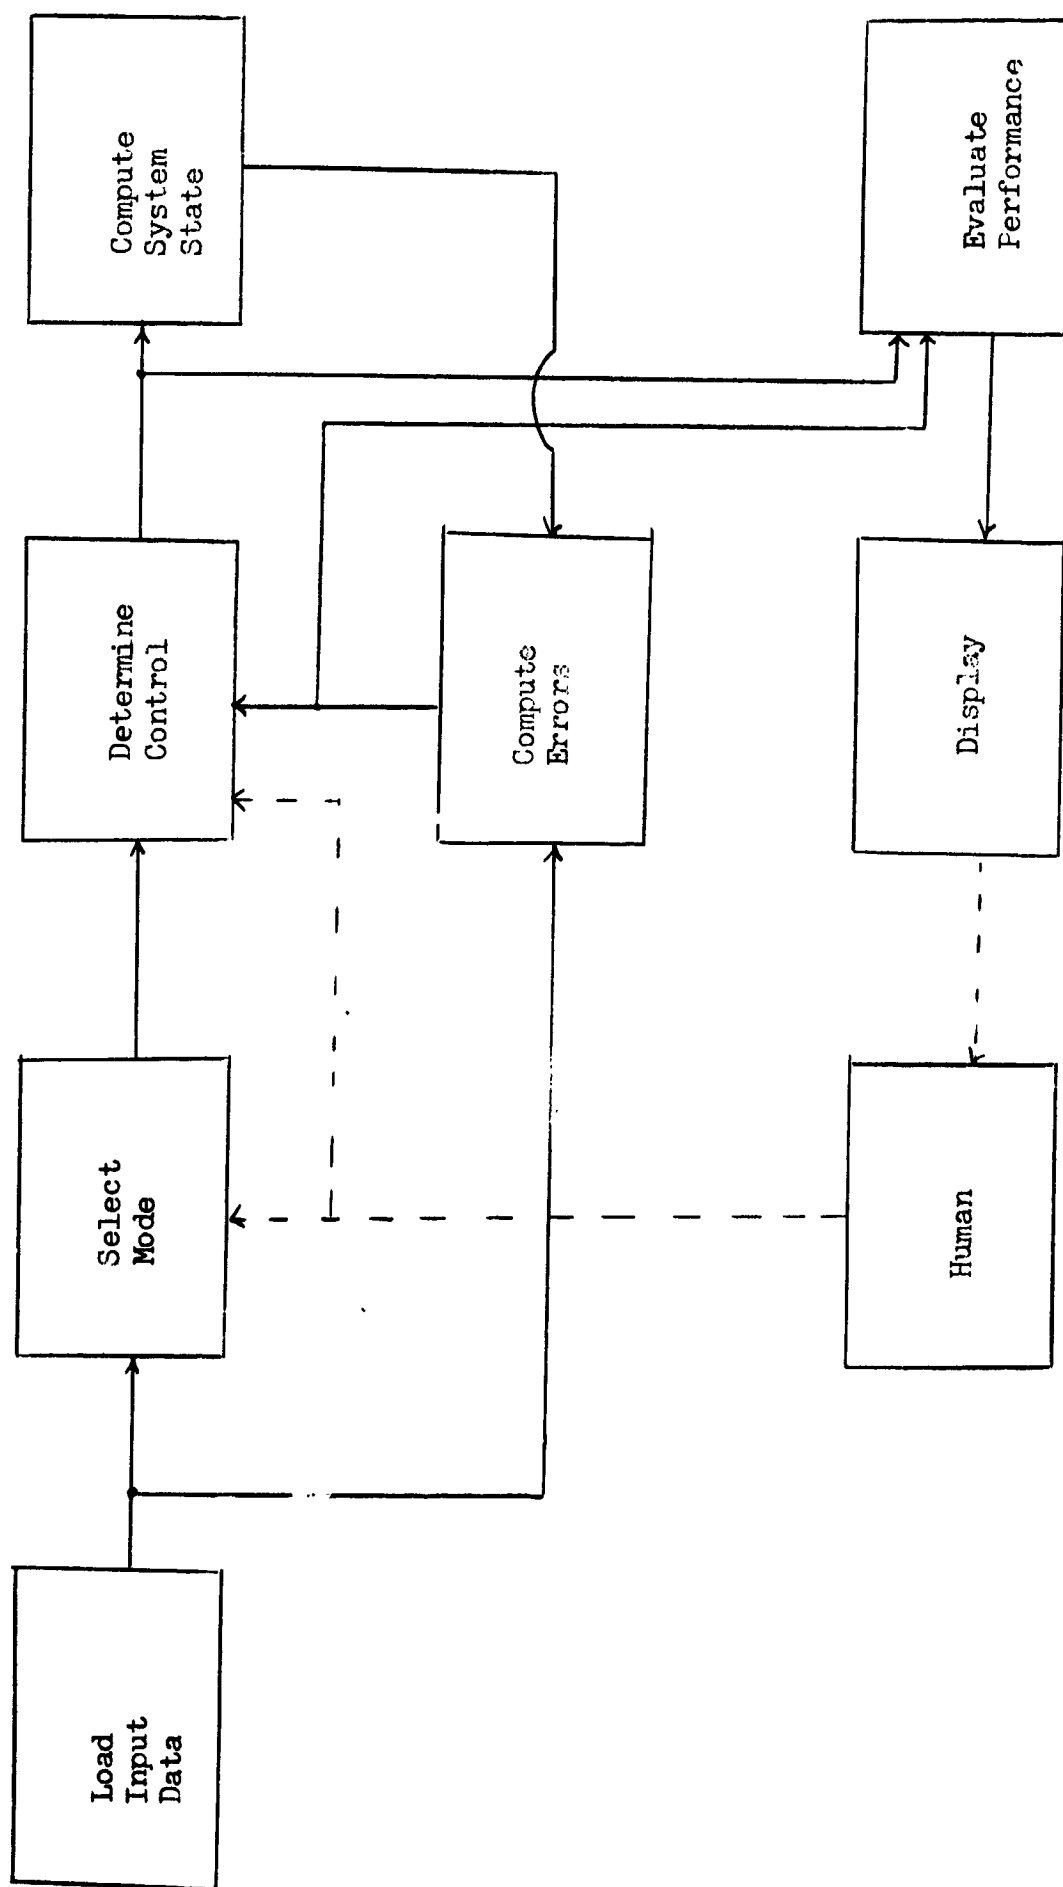 Load
Input
Data
Select
Mode
Determine
Control
Compute
System
State
Compute
Errors
Human
Display
Evaluate
Performance